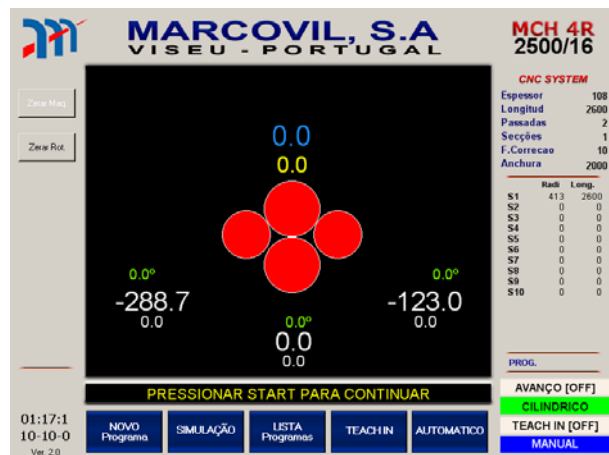 MARCOVIL, S.A
VISEU - PORTUGAL
MCH 4R
2500/16
Zerar Maq.
Zerar Rot.
0.0
0.0
0.0º
-288.7
0.0
0.0º
0.0
0.0
0.0º
-123.0
0.0
CNC SYSTEM
Espessor 108
Longitud 2600
Passadas 2
Secções 1
F.Correcao 10
Anchura 2000
Radi Long.
S1 413 2600
S2 0 0
S3 0 0
S4 0 0
S5 0 0
S6 0 0
S7 0 0
S8 0 0
S9 0 0
S10 0 0
PROG.
PRESSIONAR START PARA CONTINUAR
AVANÇO [OFF]
CILINDRICO
TEACH IN [OFF]
MANUAL
01:17:1
10-10-0
Ver. 2.0
NOVO
Programa
SIMULAÇÃO
LISTA
Programas
TEACH IN
AUTOMATICO